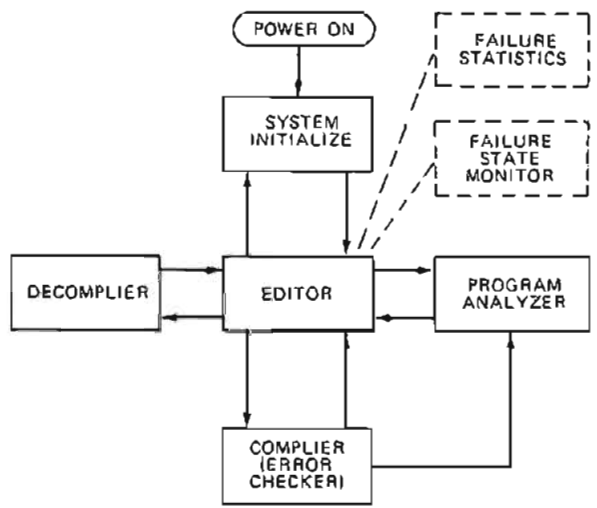 POWER ON
FAILURE
STATISTICS
SYSTEM
INITIALIZE
FAILURE
STATE
MONITOR
DECOMPLIER
EDITOR
PROGRAM
ANALYZER
COMPLIER
(ERROR
CHECKER)